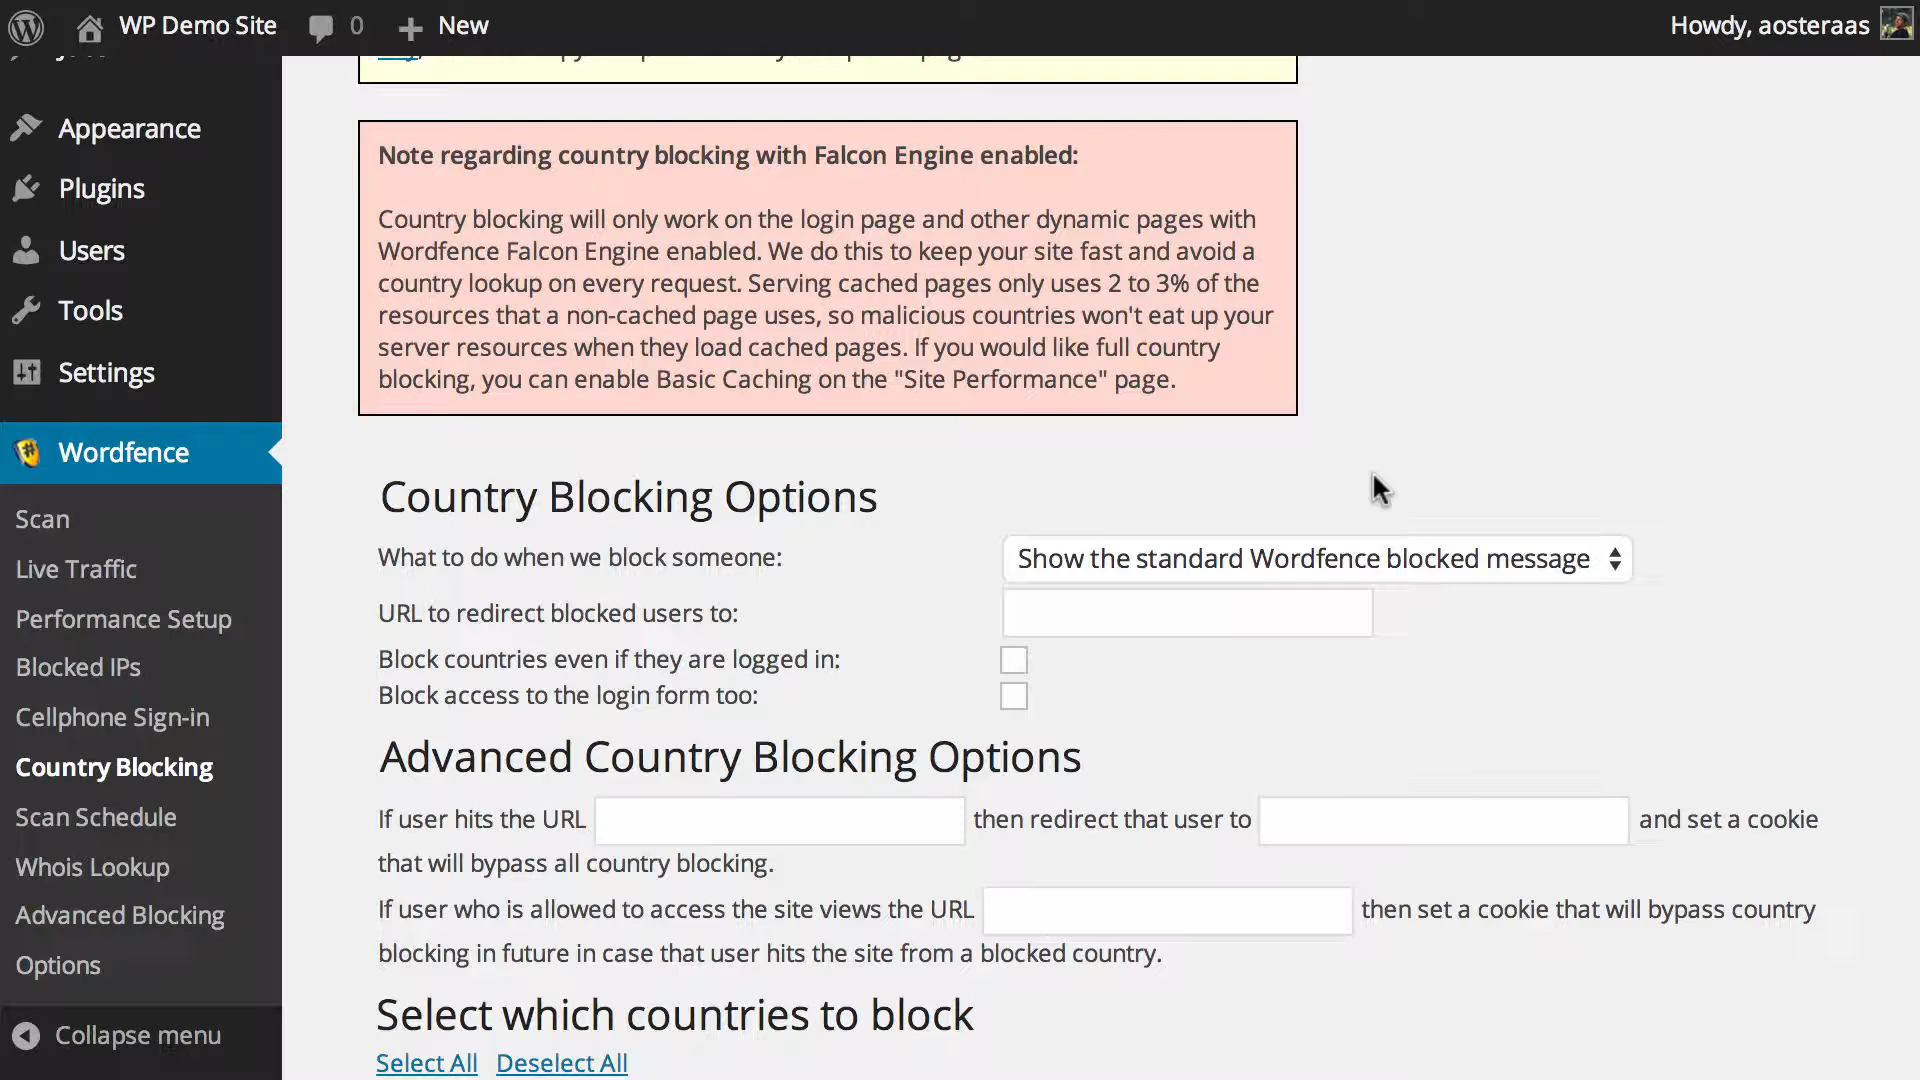 WP Demo Site 0 New Howdy, aosteraas
Appearance
Plugins
Users
Tools
Settings
Wordfence
Scan
Live Traffic
Performance Setup
Blocked IPs
Cellphone Sign-in
Country Blocking
Scan Schedule
Whois Lookup
Advanced Blocking
Options
Collapse menu
Note regarding country blocking with Falcon Engine enabled:
Country blocking will only work on the login page and other dynamic pages with
Wordfence Falcon Engine enabled. We do this to keep your site fast and avoid a
country lookup on every request. Serving cached pages only uses 2 to 3% of the
resources that a non-cached page uses, so malicious countries won't eat up your
server resources when they load cached pages. If you would like full country
blocking, you can enable Basic Caching on the "Site Performance" page.
Country Blocking Options
What to do when we block someone: Show the standard Wordfence blocked message
URL to redirect blocked users to:
Block countries even if they are logged in:
Block access to the login form too:
Advanced Country Blocking Options
If user hits the URL then redirect that user to and set a cookie
that will bypass all country blocking.
If user who is allowed to access the site views the URL then set a cookie that will bypass country
blocking in future in case that user hits the site from a blocked country.
Select which countries to block
Select All Deselect All